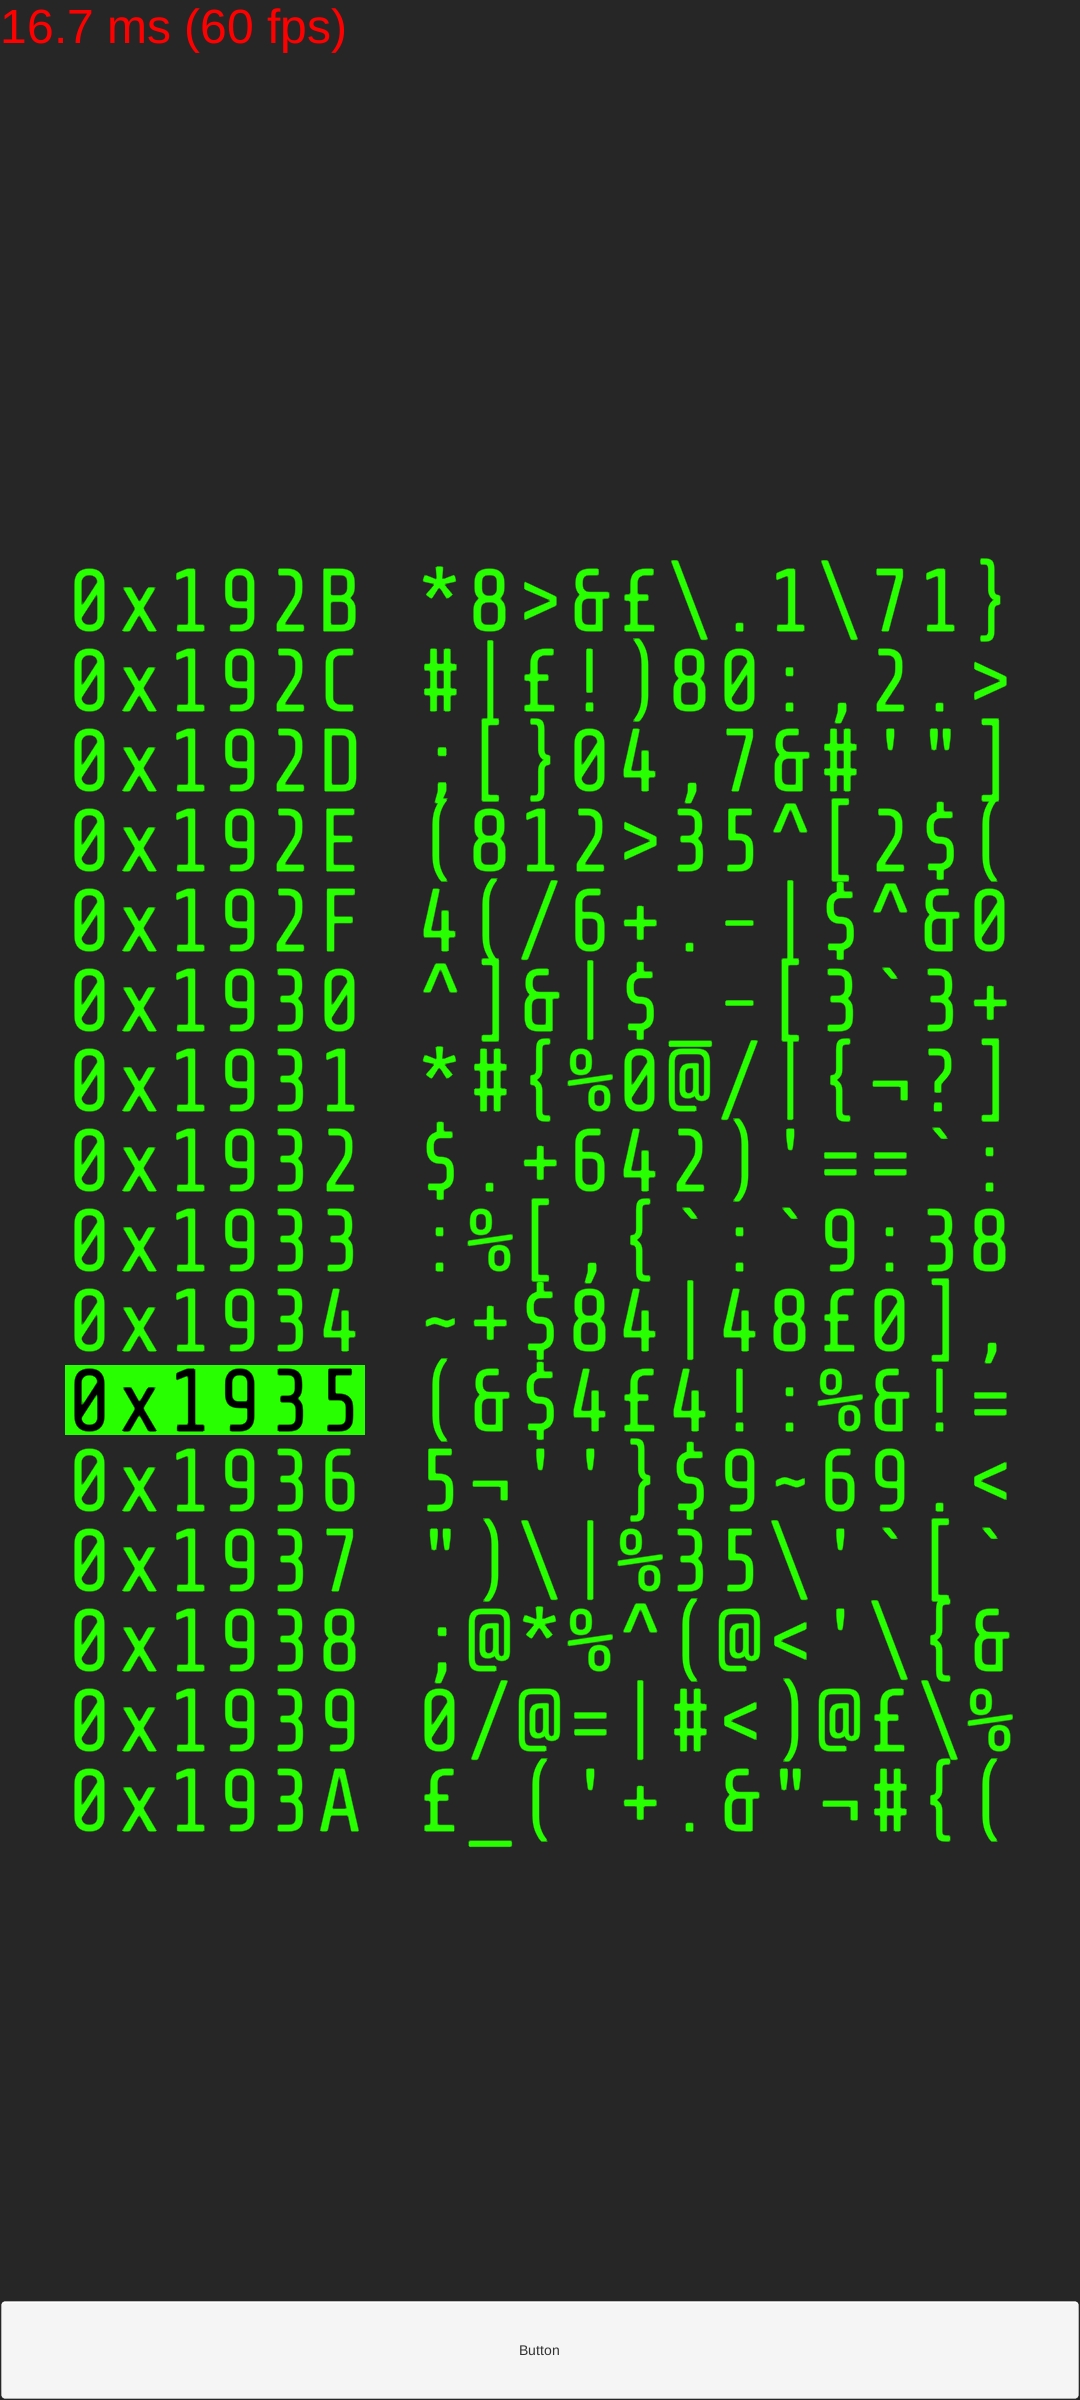 16.7 ms (60 fps)
0x192B *8>&£\.1\71}
0x192C #|£!)80:,2.>
0x192D ;[}04,7&#'"]
0x192E (812>35^[2$(
0x192F 4(/6+.-|$^&0
0x1930 ^]&|$_-[3`3+
0x1931 *#{%0@/|{¬?]
0x1932 $.+642)'==`:
0x1933 :%[,{`:`9:38
0x1934 ~+$84|48£0],
0x1935 (&$4£4!:%&!=
0x1936 5¬''}$9~69.<
0x1937 ")\|%35\'`[`
0x1938 ;@*%^(@<'\{&
0x1939 0/@=|#<)@£\%
0x193A £_('+.&"¬#{(
Button